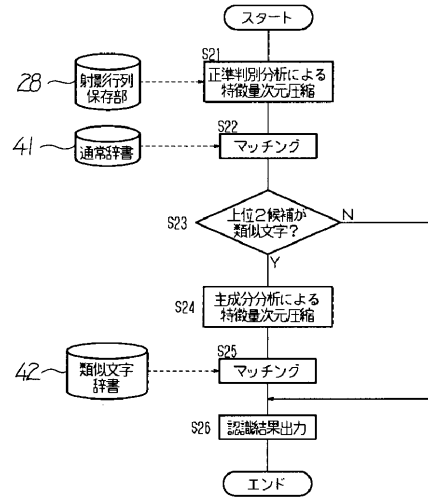 スタート
S21
28
射影行列
保存部
正準判別分析による
特徴量次元圧縮
S22
41
通常辞書
マッチング
S23
上位2候補が
類似文字?
N
Y
S24
主成分分析による
特徴量次元圧縮
S25
42
類似文字
辞書
マッチング
S26
認識結果出力
エンド